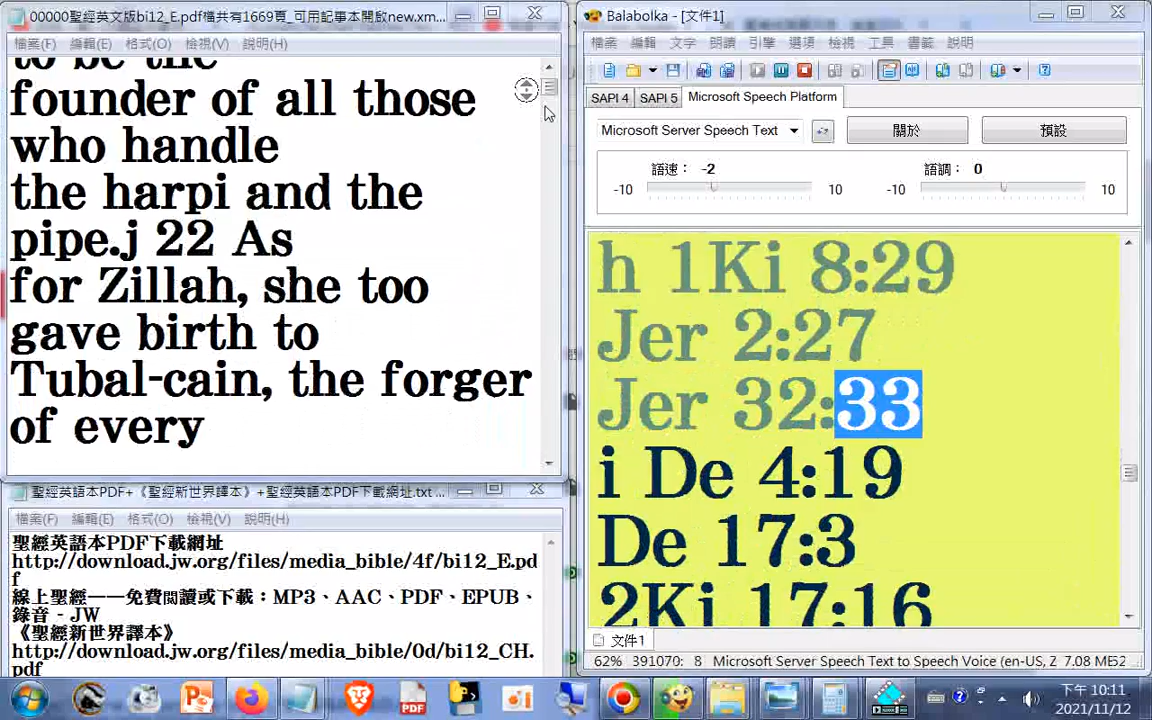 00000聖經英文版bi12_E.pdf檔共有1669頁_可用記事本開啟new.xm...
檔案(F) 編輯(E) 格式(O) 檢視(V) 說明(H)
to be the
founder of all those
who handle
the harpi and the
pipe.j 22 As
for Zillah, she too
gave birth to
Tubal-cain, the forger
of every
聖經英語本PDF+《聖經新世界譯本》+聖經英語本PDF下載網址.txt ...
檔案(F) 編輯(E) 格式(O) 檢視(V) 說明(H)
聖經英語本PDF下載網址
http://download.jw.org/files/media_bible/4f/bi12_E.pd
f
線上聖經——免費閱讀或下載：MP3、AAC、PDF、EPUB、
錄音 - JW
《聖經新世界譯本》
http://download.jw.org/files/media_bible/0d/bi12_CH.
pdf
Balabolka - [文件1]
檔案 編輯 文字 朗讀 引擎 選項 檢視 工具 書籤 說明
SAPI 4 SAPI 5 Microsoft Speech Platform
Microsoft Server Speech Text 關於 預設
語速： -2 語調： 0
-10 10 -10 10
h 1Ki 8:29
Jer 2:27
Jer 32:33
i De 4:19
De 17:3
2Ki 17:16
文件1
62% 391070: 8 Microsoft Server Speech Text to Speech Voice (en-US, Z 7.08 ME52
PDF
下午 10:11
2021/11/12